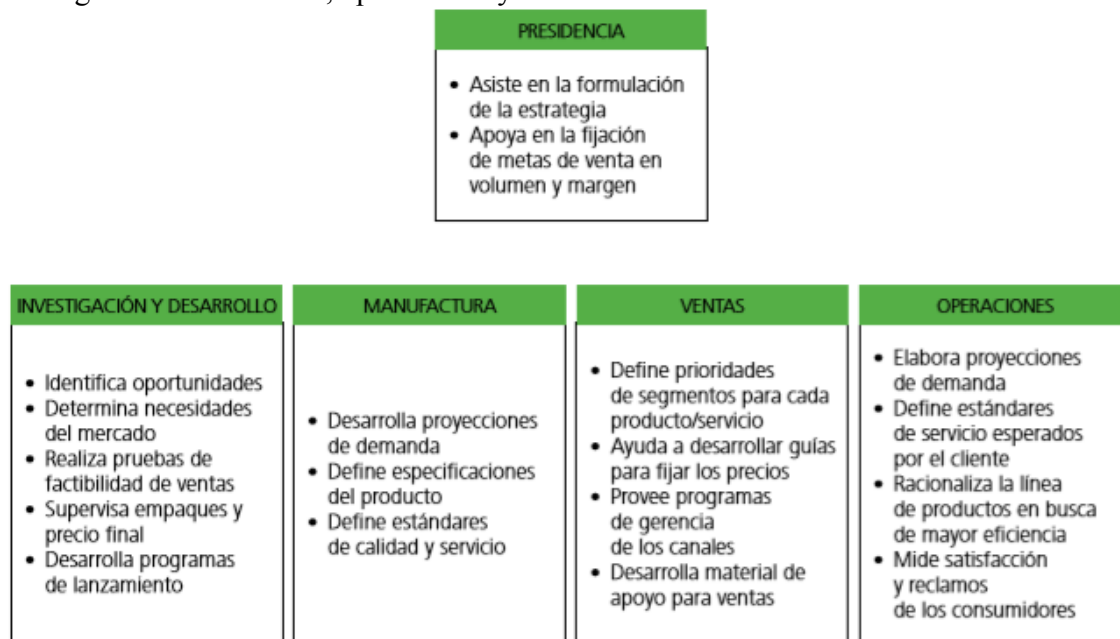 PRESIDENCIA
• Asiste en la formulación
de la estrategia
• Apoya en la fijación
de metas de venta en
volumen y margen
INVESTIGACIÓN Y DESARROLLO
• Identifica oportunidades
• Determina necesidades
del mercado
• Realiza pruebas de
factibilidad de ventas
• Supervisa empaques y
precio final
• Desarrolla programas
de lanzamiento
MANUFACTURA
• Desarrolla proyecciones
de demanda
• Define especificaciones
del producto
• Define estándares
de calidad y servicio
VENTAS
• Define prioridades
de segmentos para cada
producto/servicio
• Ayuda a desarrollar guías
para fijar los precios
• Provee programas
de gerencia
de los canales
• Desarrolla material de
apoyo para ventas
OPERACIONES
• Elabora proyecciones
de demanda
• Define estándares
de servicio esperados
por el cliente
• Racionaliza la línea
de productos en busca
de mayor eficiencia
• Mide satisfacción
y reclamos
de los consumidores